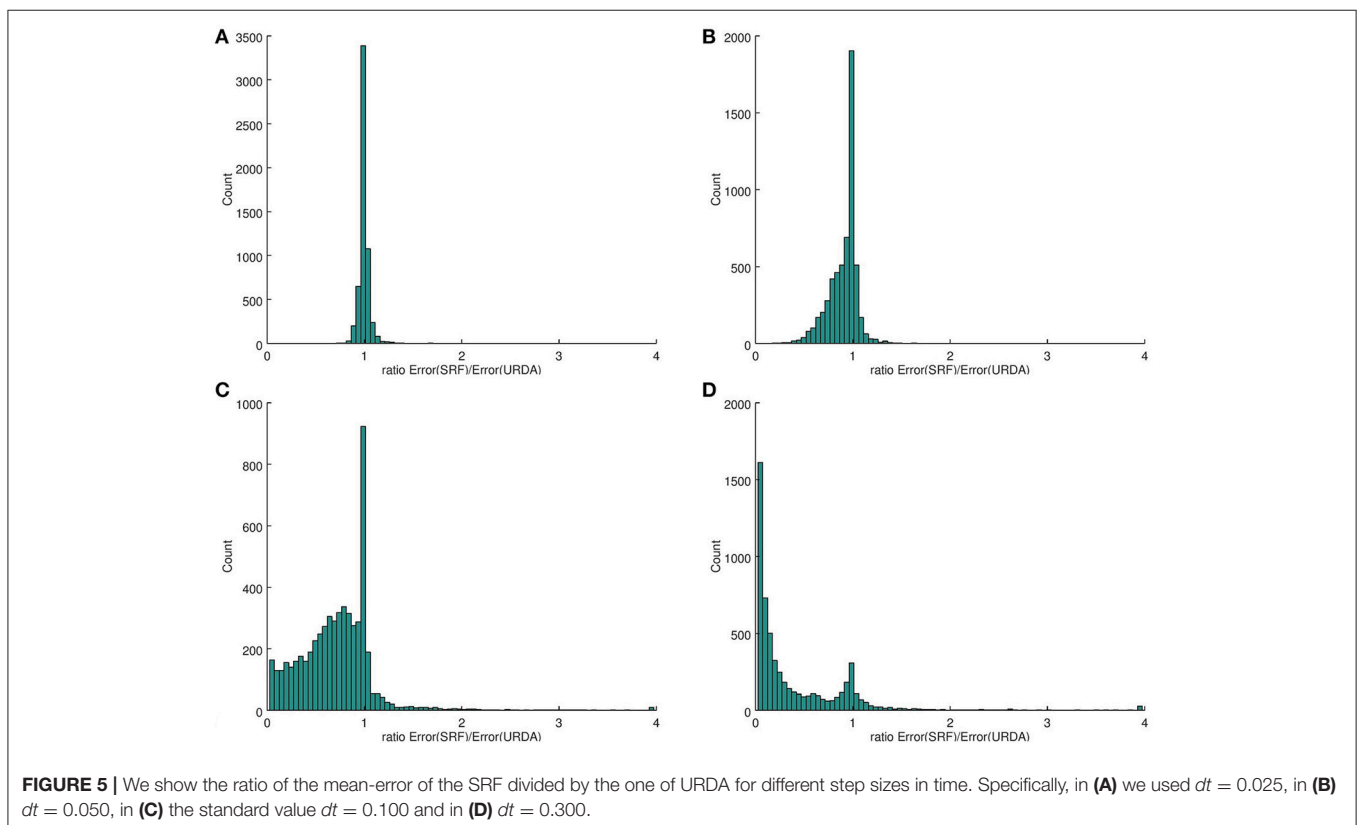 A
3500
3000
2500
2000
1500
1000
500
0
Count
0 1 2 3 4
ratio Error(SRF)/Error(URDA)
B
2000
1500
1000
500
0
Count
0 1 2 3 4
ratio Error(SRF)/Error(URDA)
C
1000
800
600
400
200
0
Count
0 1 2 3 4
ratio Error(SRF)/Error(URDA)
D
2000
1500
1000
500
0
Count
0 1 2 3 4
ratio Error(SRF)/Error(URDA)
FIGURE 5 | We show the ratio of the mean-error of the SRF divided by the one of URDA for different step sizes in time. Specifically, in (A) we used dt = 0.025, in (B)
dt = 0.050, in (C) the standard value dt = 0.100 and in (D) dt = 0.300.